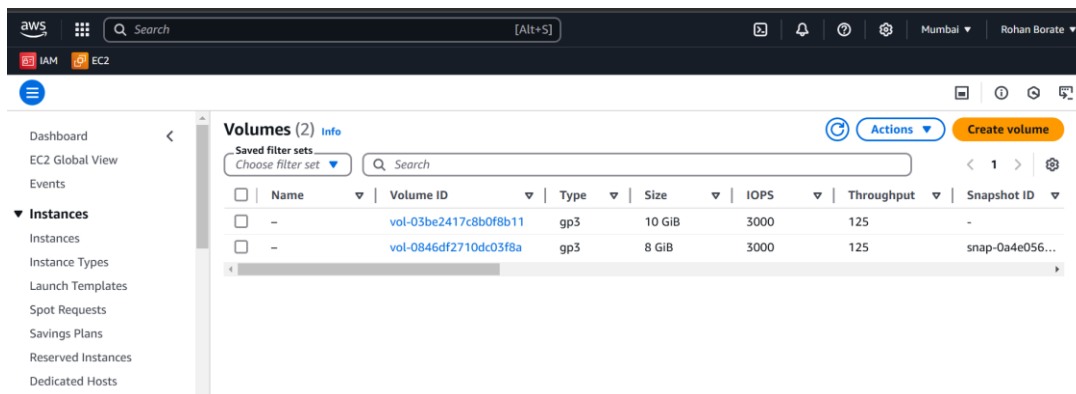 aws Search [Alt+S] Mumbai Rohan Borate
IAM EC2
Dashboard
EC2 Global View
Events
Instances
Instances
Instance Types
Launch Templates
Spot Requests
Savings Plans
Reserved Instances
Dedicated Hosts
Volumes (2) Info Actions Create volume
Saved filter sets
Choose filter set Search 1
Name Volume ID Type Size IOPS Throughput Snapshot ID
– vol-03be2417c8b0f8b11 gp3 10 GiB 3000 125 -
– vol-0846df2710dc03f8a gp3 8 GiB 3000 125 snap-0a4e056...